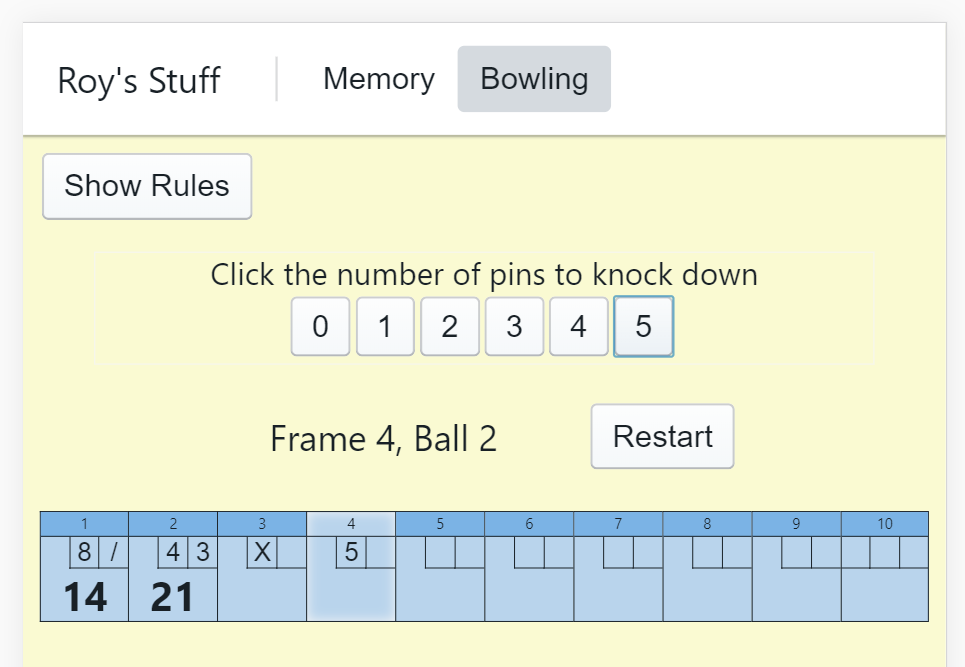 Roy's Stuff Memory Bowling
Show Rules
Click the number of pins to knock down
0 1 2 3 4 5
Frame 4, Ball 2 Restart
1 2 3 4 5 6 7 8 9 10
8 / 4 3 X 5
14 21